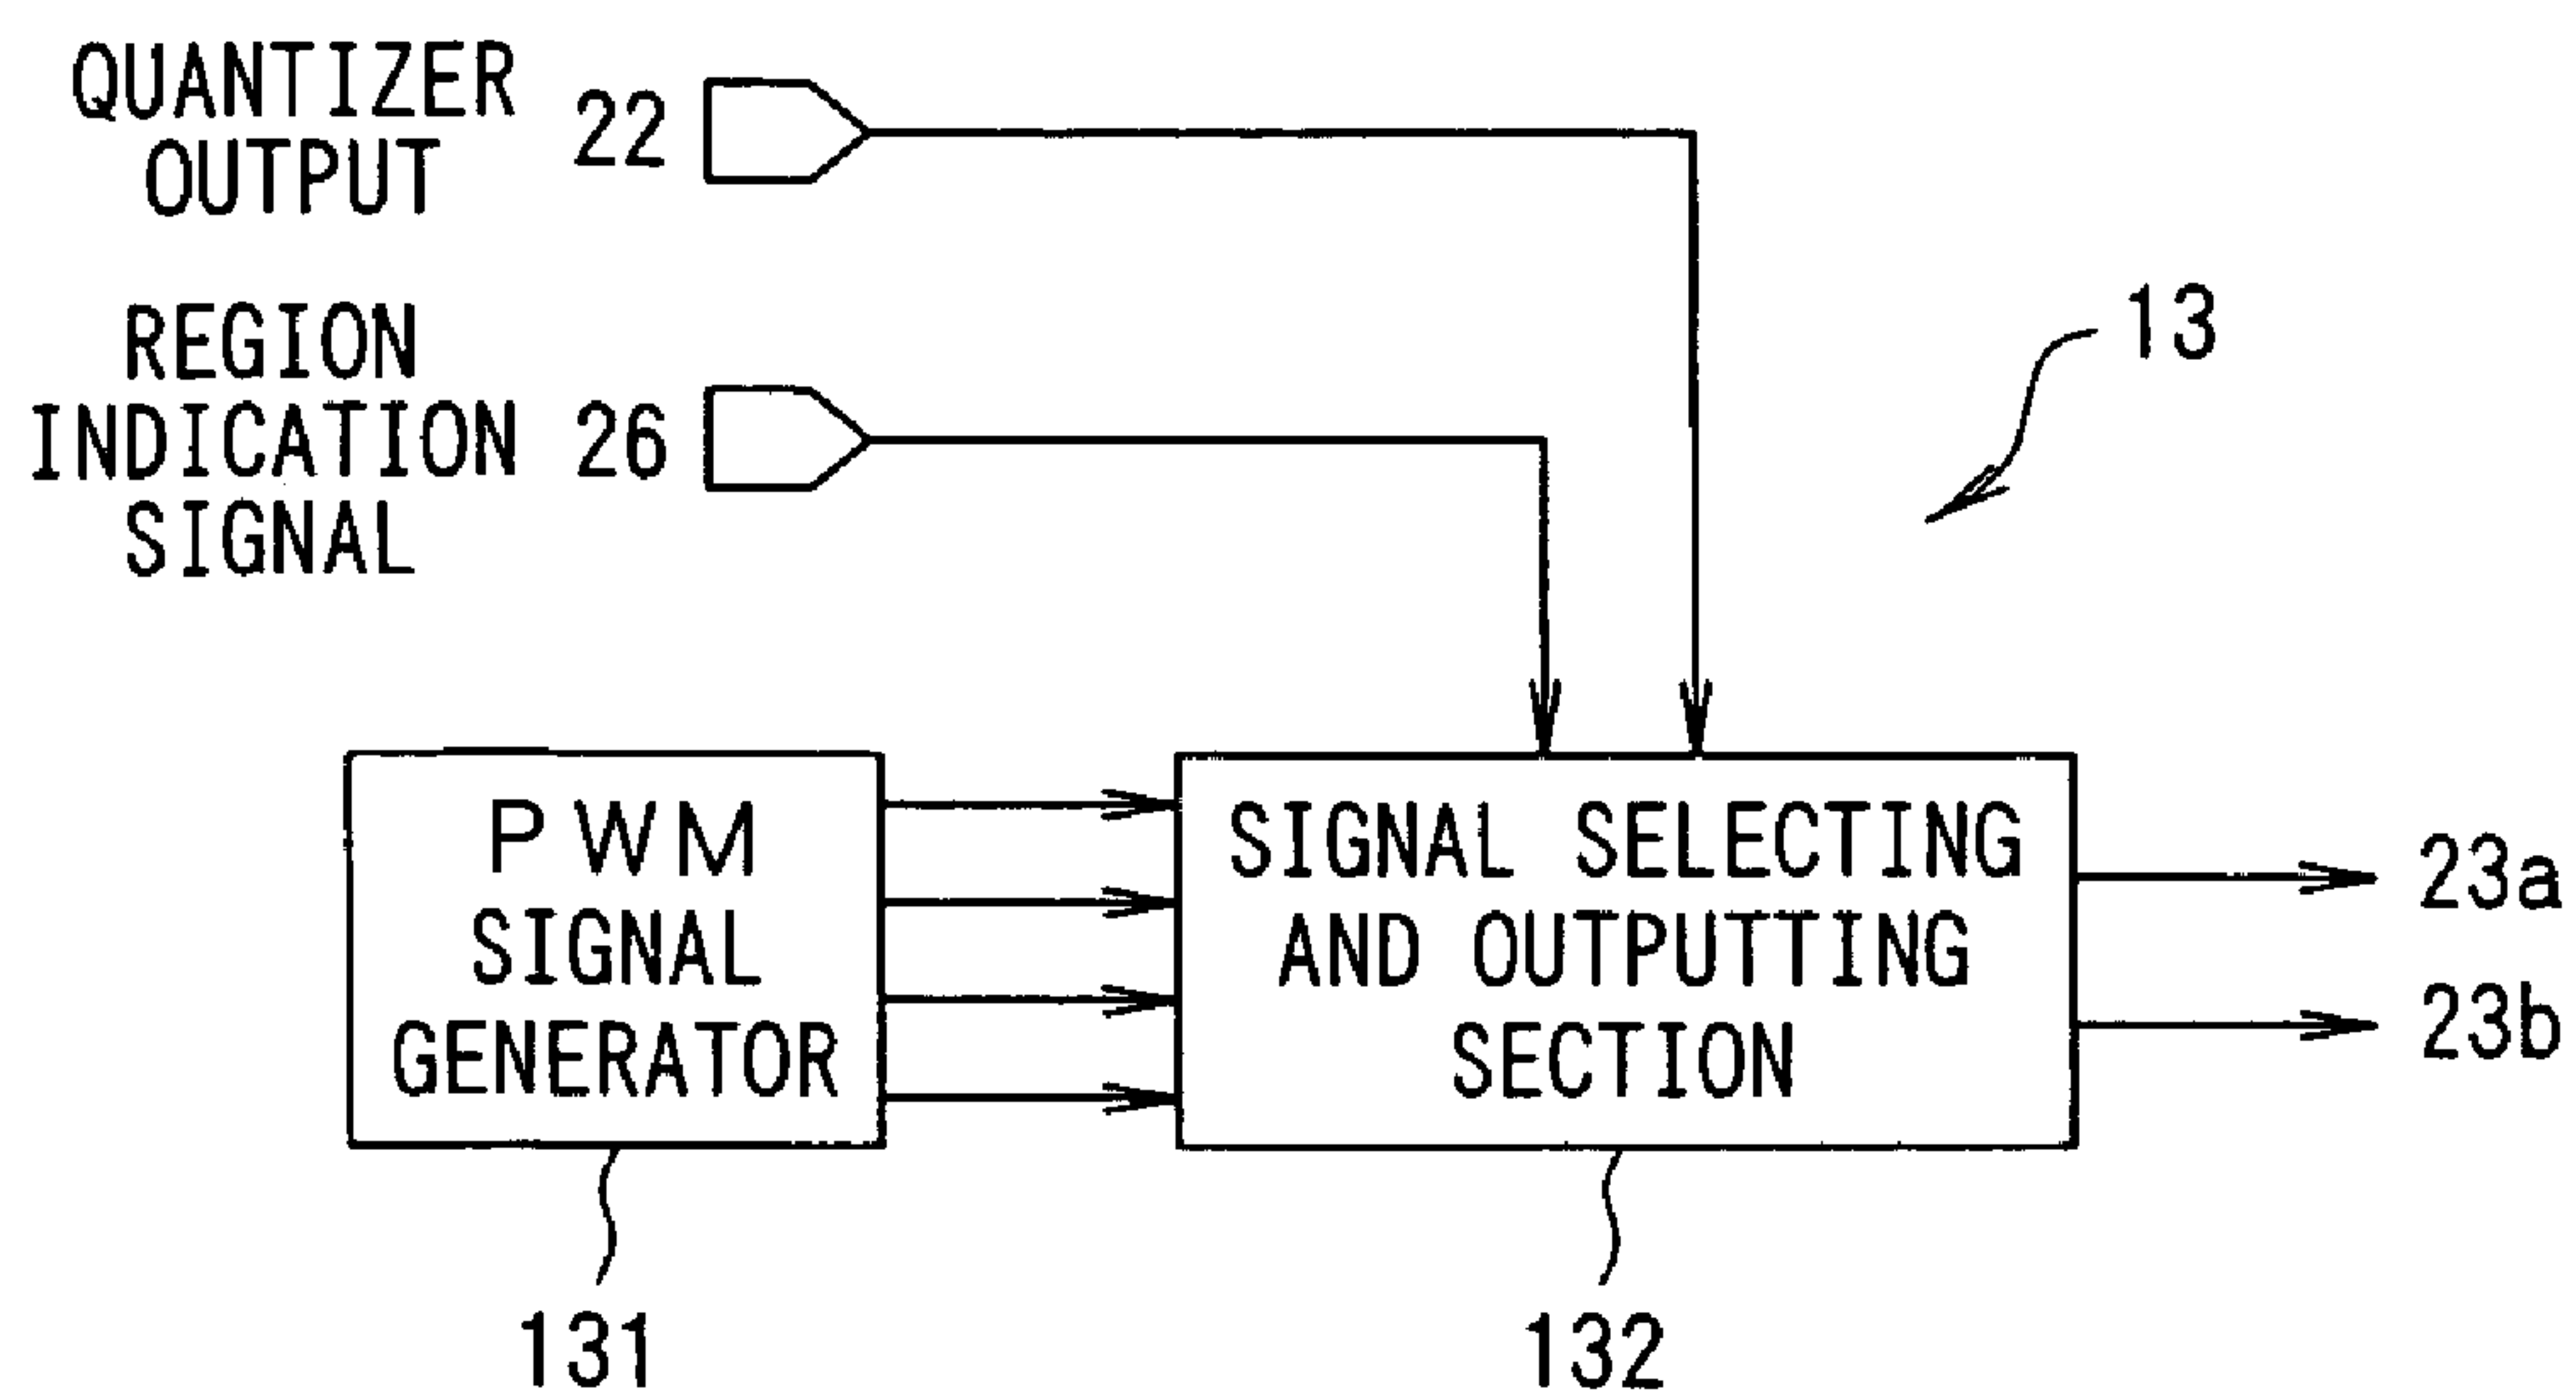 QUANTIZER
OUTPUT
22
REGION
INDICATION
SIGNAL
26
13
PWM
SIGNAL
GENERATOR
SIGNAL SELECTING
AND OUTPUTTING
SECTION
23a
23b
131
132